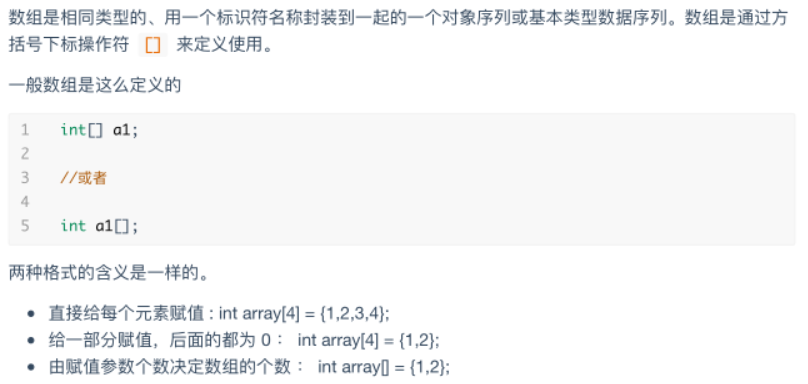 数组是相同类型的、用一个标识符名称封装到一起的一个对象序列或基本类型数据序列。数组是通过方
括号下标操作符 [] 来定义使用。
一般数组是这么定义的
1 int[] a1;
2
3 //或者
4
5 int a1[];
两种格式的含义是一样的。
• 直接给每个元素赋值 : int array[4] = {1,2,3,4};
• 给一部分赋值，后面的都为 0 ： int array[4] = {1,2};
• 由赋值参数个数决定数组的个数 ： int array[] = {1,2};